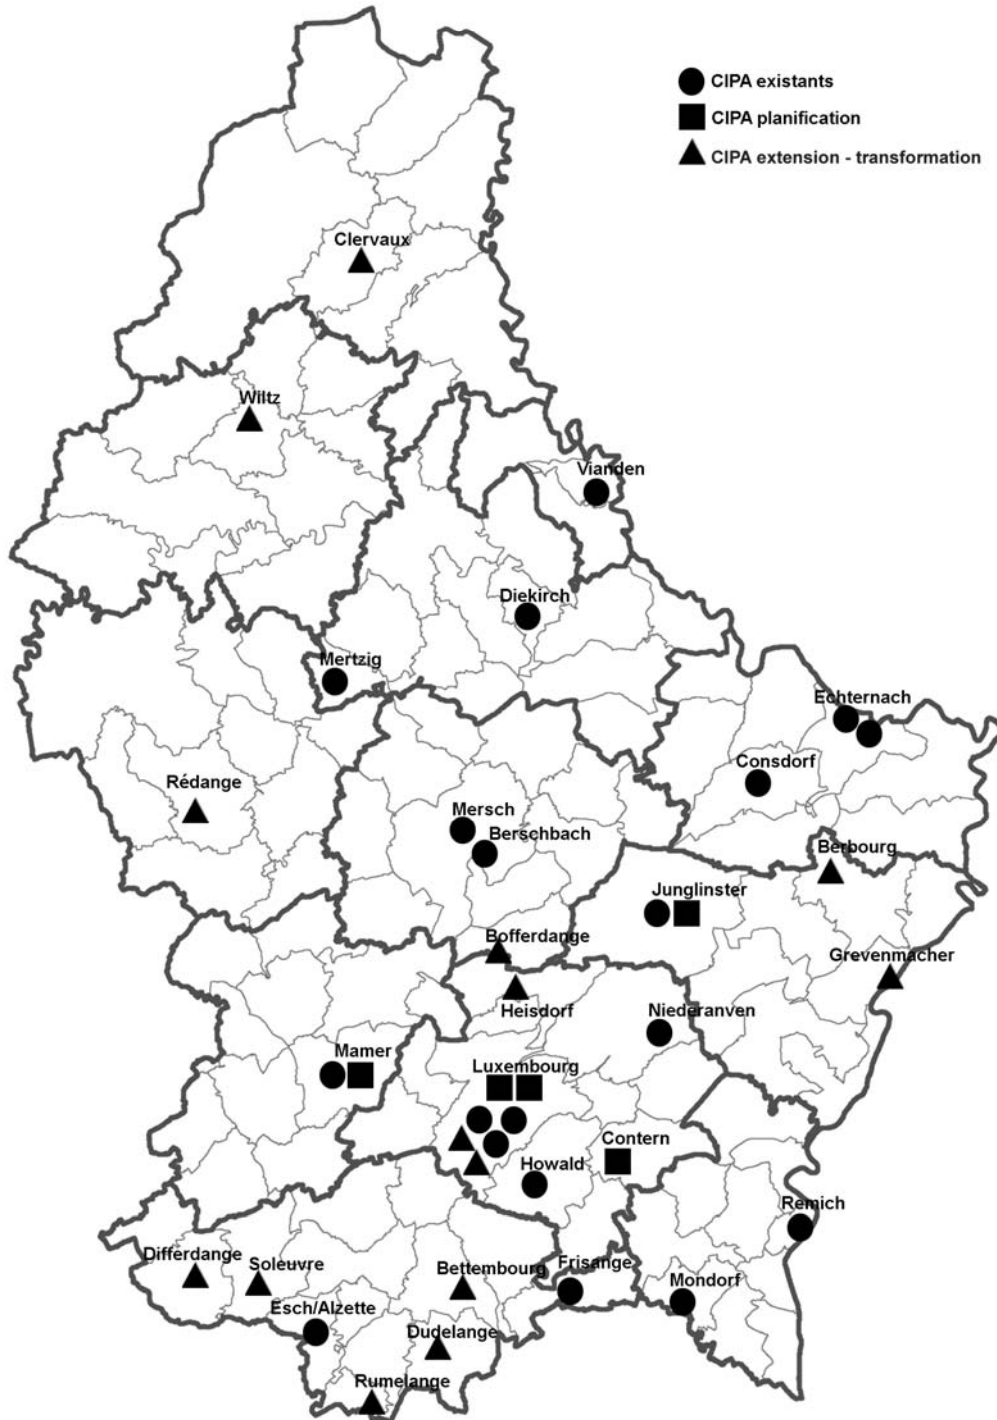 CIPA existants
CIPA planification
CIPA extension - transformation
Clervaux
Wiltz
Vianden
Diekirch
Mertzig
Echternach
Consdorf
Rédange
Mersch
Berschbach
Berbourg
Junglinster
Bofferdange
Grevenmacher
Heisdorf
Niederanven
Mamer
Luxembourg
Contern
Howald
Remich
Differdange
Soleuvre
Bettembourg
Frisange
Mondorf
Esch/Alzette
Dudelange
Rumelange